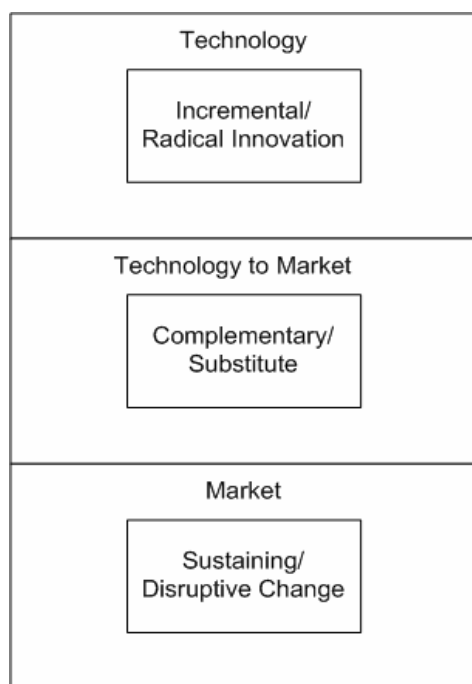 Technology
Incremental/
Radical Innovation
Technology to Market
Complementary/
Substitute
Market
Sustaining/
Disruptive Change